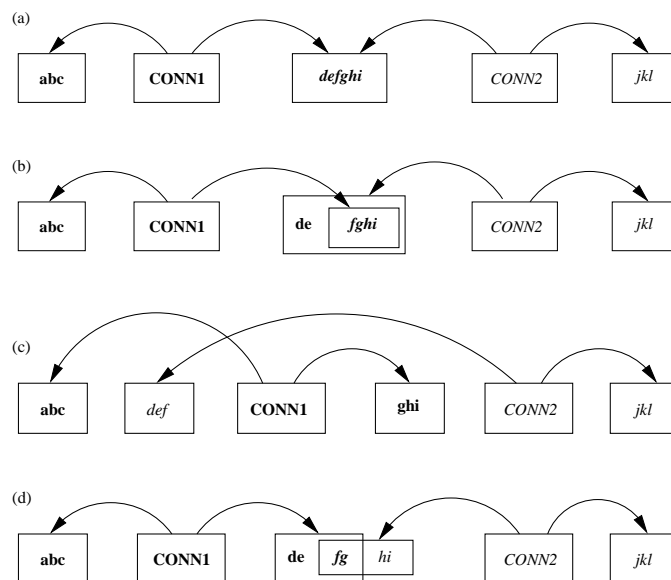 (a)
abc CONN1 defghi CONN2 jkl
(b)
abc CONN1 de fghi CONN2 jkl
(c)
abc def CONN1 ghi CONN2 jkl
(d)
abc CONN1 de fg hi CONN2 jkl